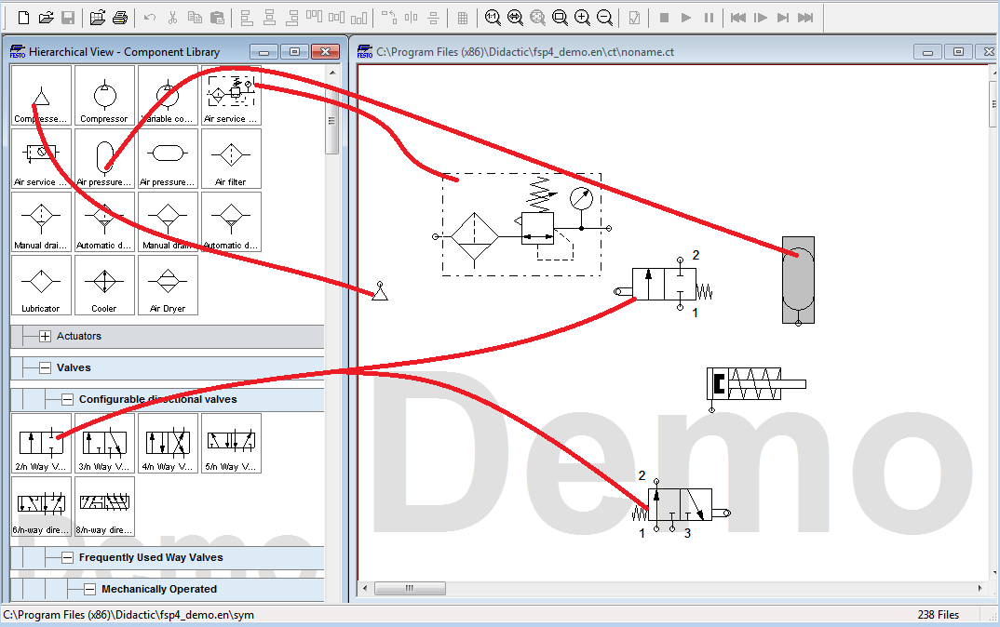 FESTO Hierarchical View - Component Library
FESTO C:\Program Files (x86)\Didactic\fsp4_demo.en\ct\noname.ct
Compresse... Compressor Variable co... Air service ...
Air service ... Air pressure... Air pressure... Air filter
Manual drai... Automatic d... Manual drain Automatic d...
Lubricator Cooler Air Dryer
Actuators
Valves
Configurable directional valves
2/n Way V... 3/n Way V... 4/n Way V... 5/n Way V...
6/n-way dire... 8/n-way dire...
Frequently Used Way Valves
Mechanically Operated
2
1
2
1 3
Demo
Demo
C:\Program Files (x86)\Didactic\fsp4_demo.en\sym 238 Files